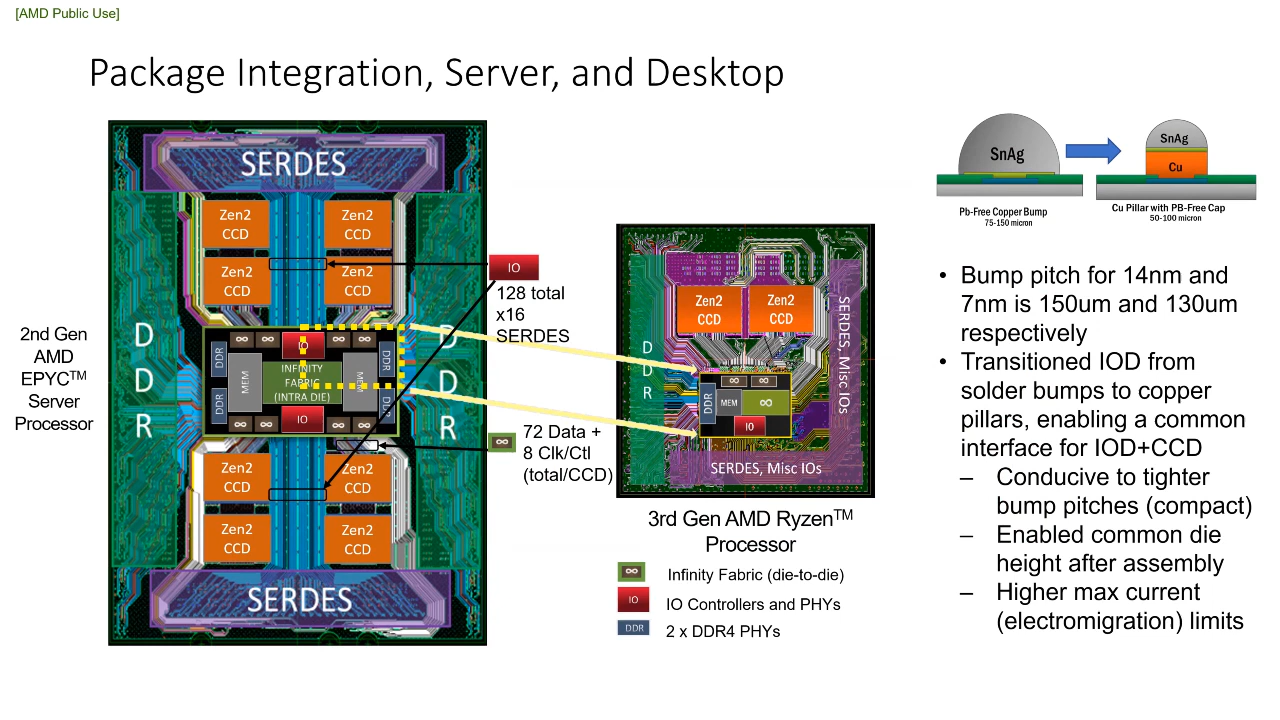 [AMD Public Use]
Package Integration, Server, and Desktop
2nd Gen
AMD
EPYC™
Server
Processor
SERDES
Zen2
CCD
Zen2
CCD
Zen2
CCD
Zen2
CCD
D
D
R
D
D
R
∞ ∞ IO ∞ ∞
DDR
MEM
INFINITY
FABRIC
(INTRA DIE)
MEM
DDR
DDR
DDR
∞ ∞ IO ∞ ∞
Zen2
CCD
Zen2
CCD
Zen2
CCD
Zen2
CCD
SERDES
IO
128 total
x16
SERDES
∞
72 Data +
8 Clk/Ctl
(total/CCD)
Zen2
CCD
Zen2
CCD
D
D
R
SERDES, Misc IOs
∞ ∞
DDR
MEM
∞
IO
SERDES, Misc IOs
3rd Gen AMD Ryzen™
Processor
∞ Infinity Fabric (die-to-die)
IO IO Controllers and PHYs
DDR 2 x DDR4 PHYs
SnAg
Pb-Free Copper Bump
75-150 micron
SnAg
Cu
Cu Pillar with PB-Free Cap
50-100 micron
• Bump pitch for 14nm and
7nm is 150um and 130um
respectively
• Transitioned IOD from
solder bumps to copper
pillars, enabling a common
interface for IOD+CCD
– Conducive to tighter
bump pitches (compact)
– Enabled common die
height after assembly
– Higher max current
(electromigration) limits